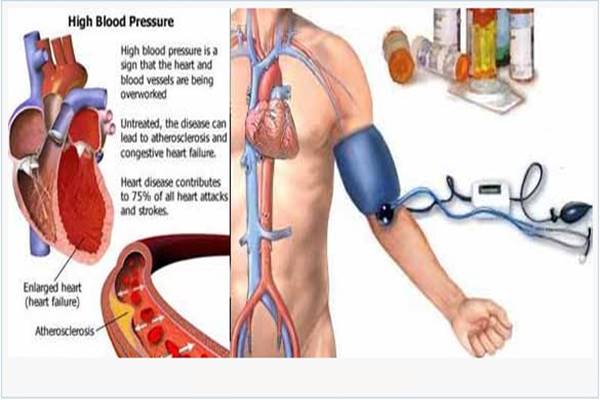 High Blood Pressure
High blood pressure is a
sign that the heart and
blood vessels are being
overworked
Untreated, the disease can
lead to atherosclerosis and
congestive heart failure.
Heart disease contributes
to 75% of all heart attacks
and strokes.
Enlarged heart
(heart failure)
Atherosclerosis